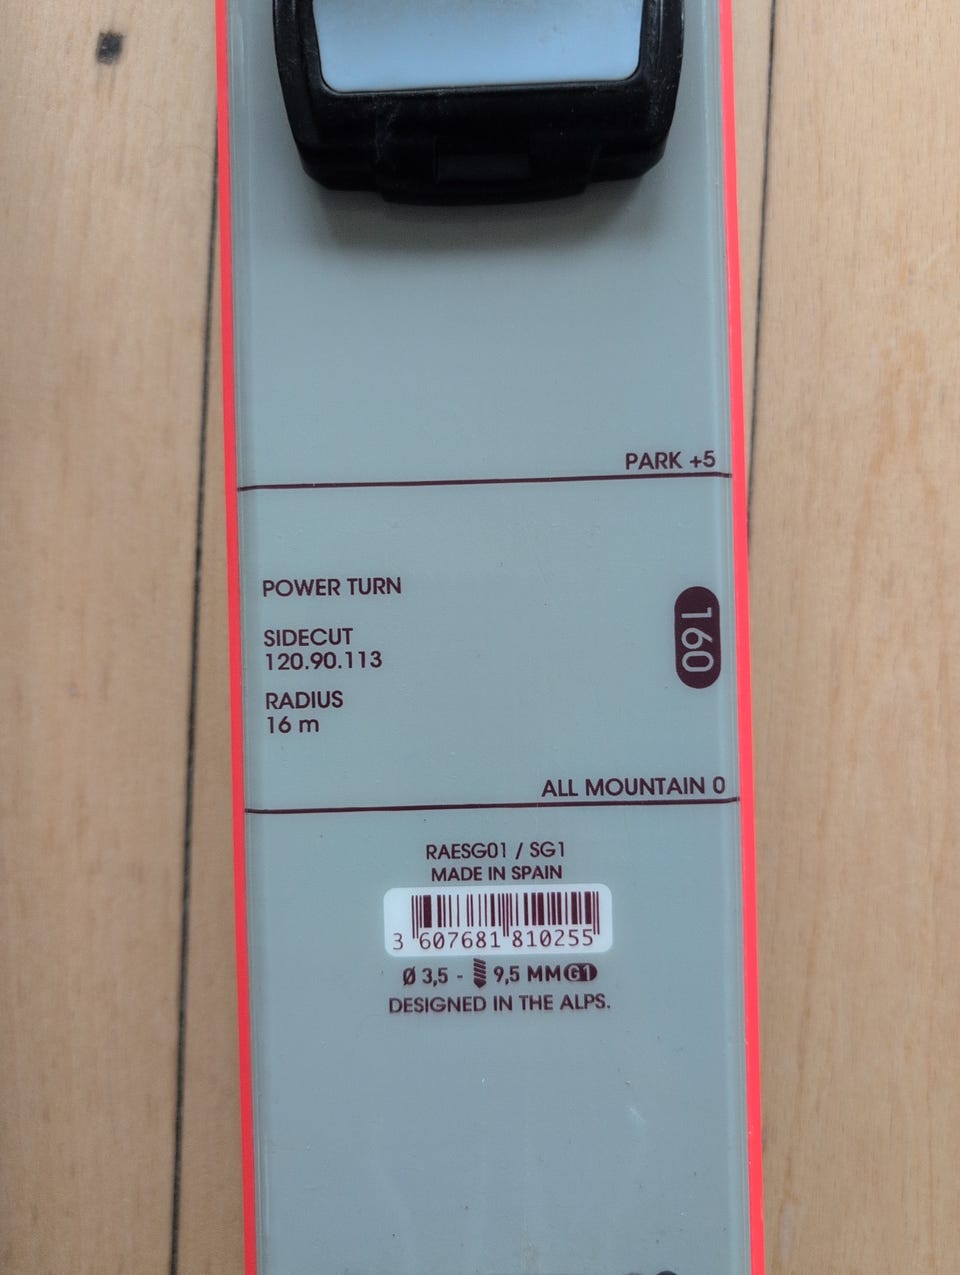 PARK +5
POWER TURN
SIDECUT
120.90.113
RADIUS
16 m
160
ALL MOUNTAIN 0
RAESG01 / SG1
MADE IN SPAIN
3 607681 810255
Ø 3,5 - 9,5 MM G1
DESIGNED IN THE ALPS.